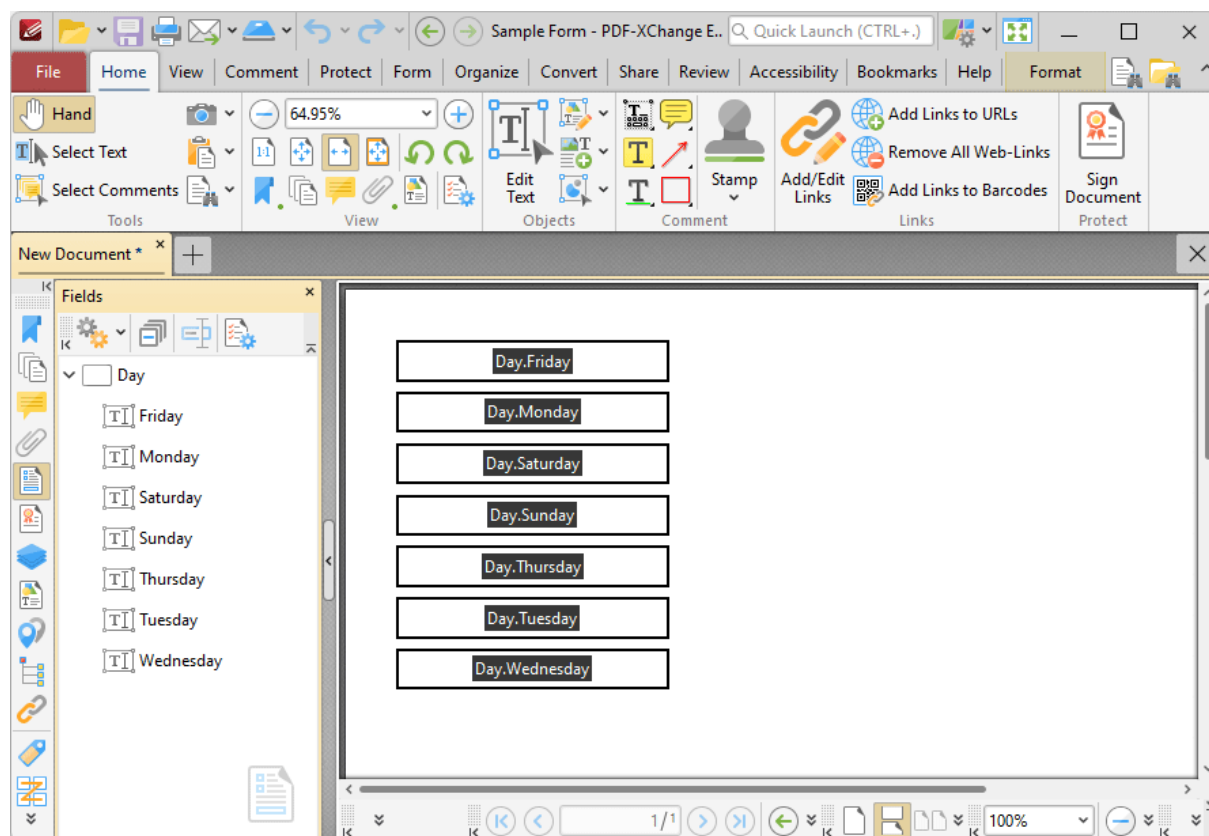 Sample Form - PDF-XChange E..
Quick Launch (CTRL+.)
File Home View Comment Protect Form Organize Convert Share Review Accessibility Bookmarks Help Format
Hand
Select Text
Select Comments
Tools
64.95%
1:1
View
Edit
Text
Objects
Comment
Stamp
Add/Edit
Links
Add Links to URLs
Remove All Web-Links
Add Links to Barcodes
Links
Sign
Document
Protect
New Document *
Fields
Day
Friday
Monday
Saturday
Sunday
Thursday
Tuesday
Wednesday
Day.Friday
Day.Monday
Day.Saturday
Day.Sunday
Day.Thursday
Day.Tuesday
Day.Wednesday
1/1
100%